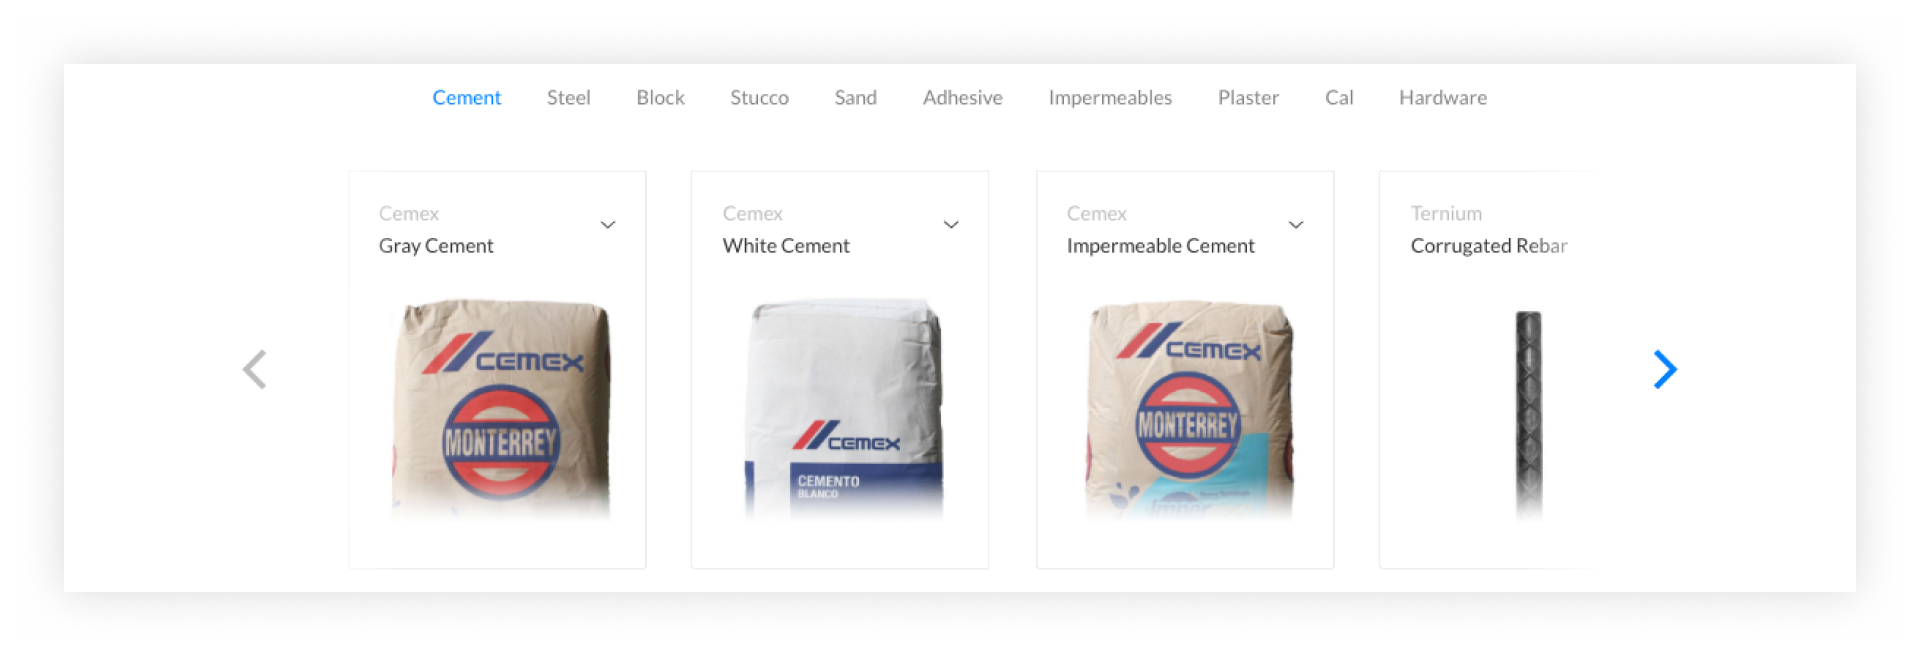 Cement Steel Block Stucco Sand Adhesive Impermeables Plaster Cal Hardware
Cemex
Gray Cement
CEMEX
MONTERREY
Cemex
White Cement
CEMEX
CEMENTO
BLANCO
Cemex
Impermeable Cement
CEMEX
MONTERREY
Impor
Ternium
Corrugated Rebar